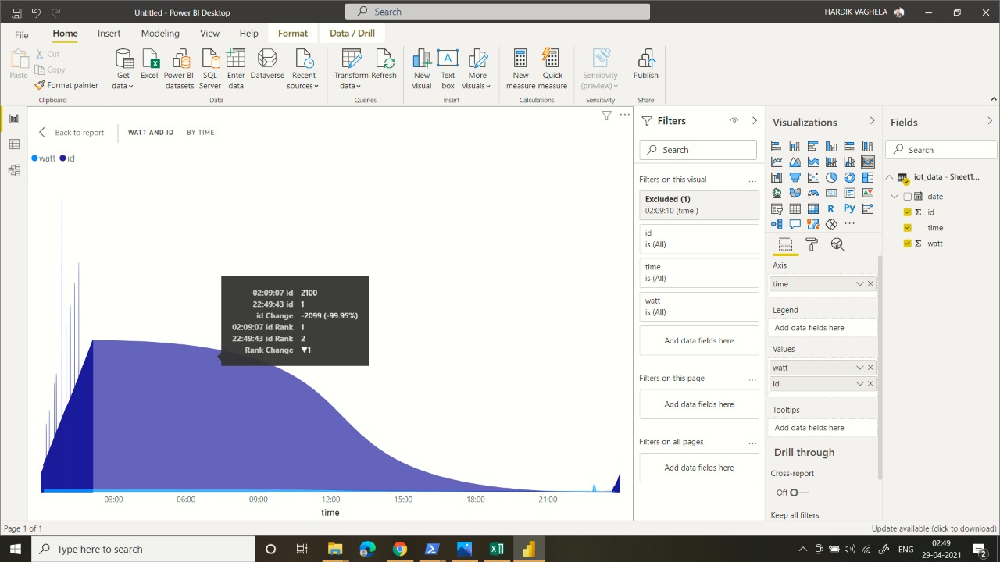 Untitled - Power BI Desktop
Search
HARDIK VAGHELA
File
Home
Insert
Modeling
View
Help
Format
Data / Drill
Paste
Cut
Copy
Format painter
Clipboard
Get data
Excel
Power BI datasets
SQL Server
Enter data
Dataverse
Recent sources
Data
Transform data
Refresh
Queries
New visual
Text box
More visuals
Insert
New measure
Quick measure
Calculations
Sensitivity (preview)
Sensitivity
Publish
Share
Back to report
WATT AND ID
BY TIME
watt
id
02:09:07 id 2100
22:49:43 id 1
id Change -2099 (-99.95%)
02:09:07 id Rank 1
22:49:43 id Rank 2
Rank Change ▼1
03:00
06:00
09:00
12:00
15:00
18:00
21:00
time
Filters
Search
Filters on this visual
...
Excluded (1)
02:09:10 (time )
id
is (All)
time
is (All)
watt
is (All)
Add data fields here
Filters on this page
...
Add data fields here
Filters on all pages
...
Add data fields here
Visualizations
R
Py
...
Axis
time
Legend
Add data fields here
Values
watt
id
Tooltips
Add data fields here
Drill through
Cross-report
Off
Keep all filters
Fields
Search
iot_data - Sheet1...
date
Σ id
time
Σ watt
Page 1 of 1
Update available (click to download)
Type here to search
ENG
02:49
29-04-2021
2